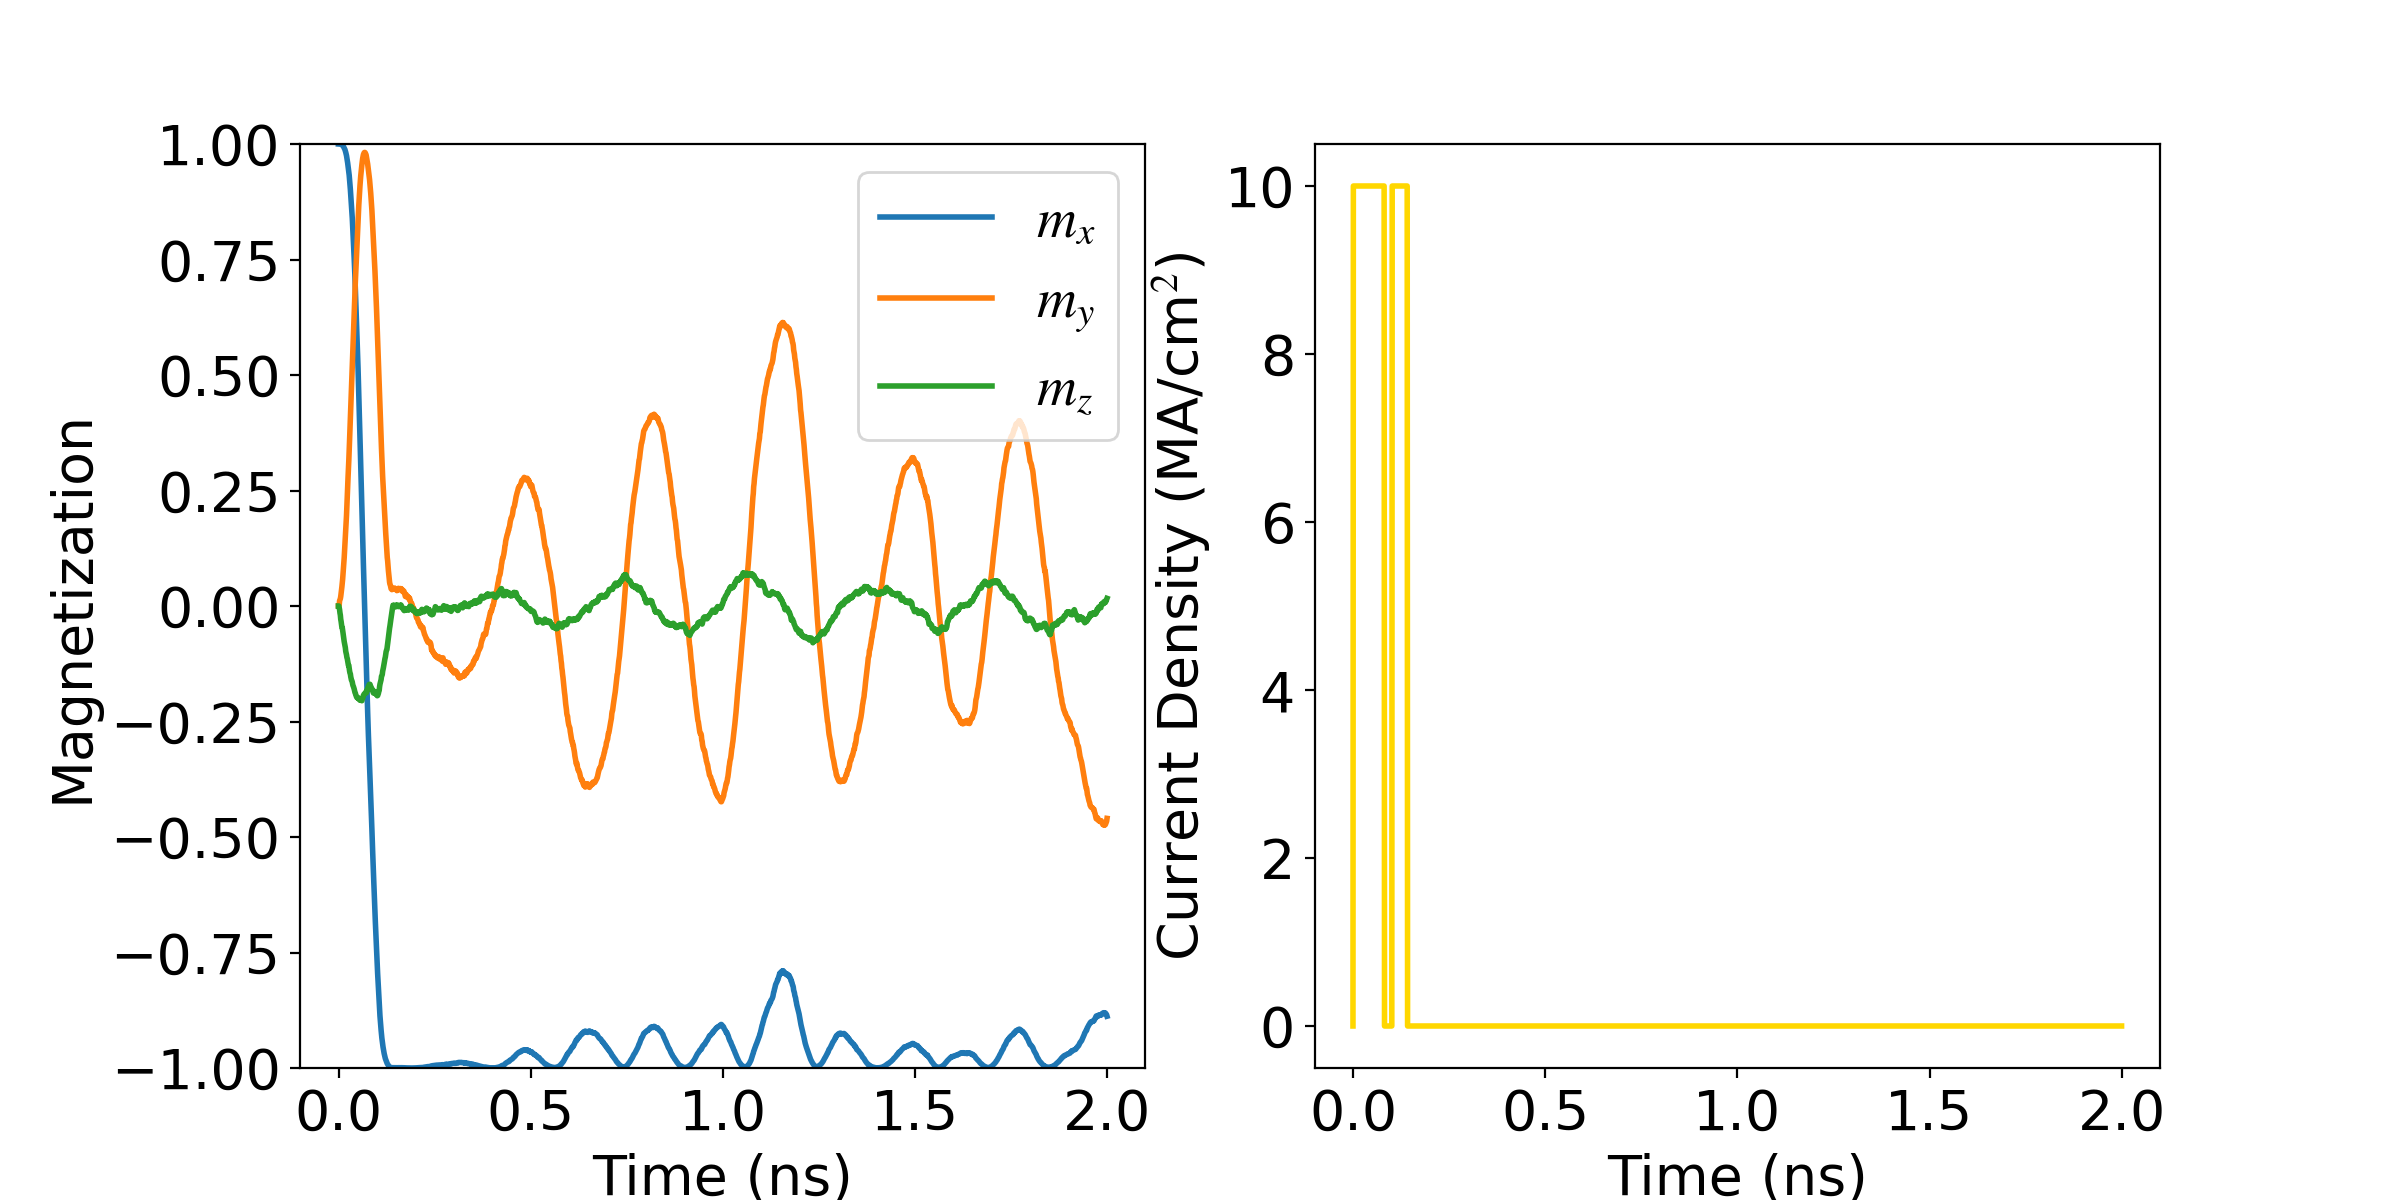 1.00
0.75
0.50
0.25
0.00
−0.25
−0.50
−0.75
−1.00
Magnetization
0.0 0.5 1.0 1.5 2.0
Time (ns)
m_x
m_y
m_z
10
8
6
4
2
0
Current Density (MA/cm²)
0.0 0.5 1.0 1.5 2.0
Time (ns)